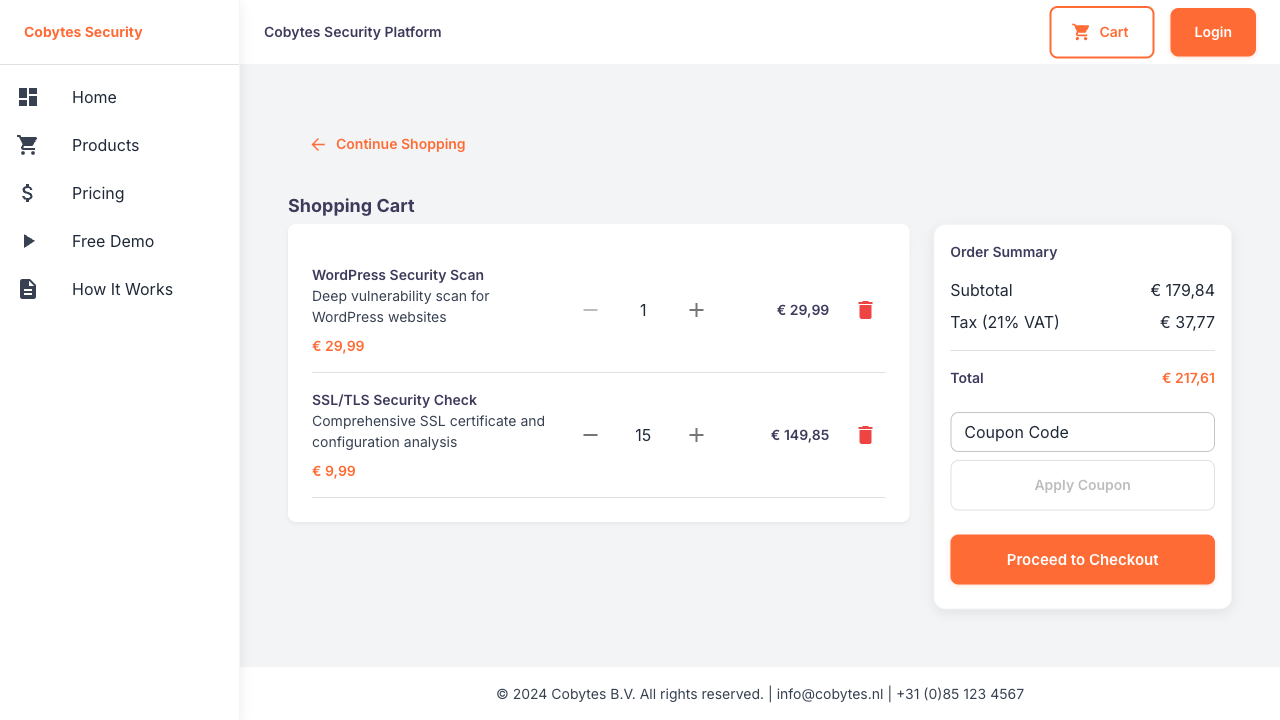 Cobytes Security
Cobytes Security Platform
Cart
Login
Home
Products
Pricing
Free Demo
How It Works
Continue Shopping
Shopping Cart
WordPress Security Scan
Deep vulnerability scan for
WordPress websites
€ 29,99
1
€ 29,99
SSL/TLS Security Check
Comprehensive SSL certificate and
configuration analysis
€ 9,99
15
€ 149,85
Order Summary
Subtotal € 179,84
Tax (21% VAT) € 37,77
Total € 217,61
Coupon Code
Apply Coupon
Proceed to Checkout
© 2024 Cobytes B.V. All rights reserved. | info@cobytes.nl | +31 (0)85 123 4567